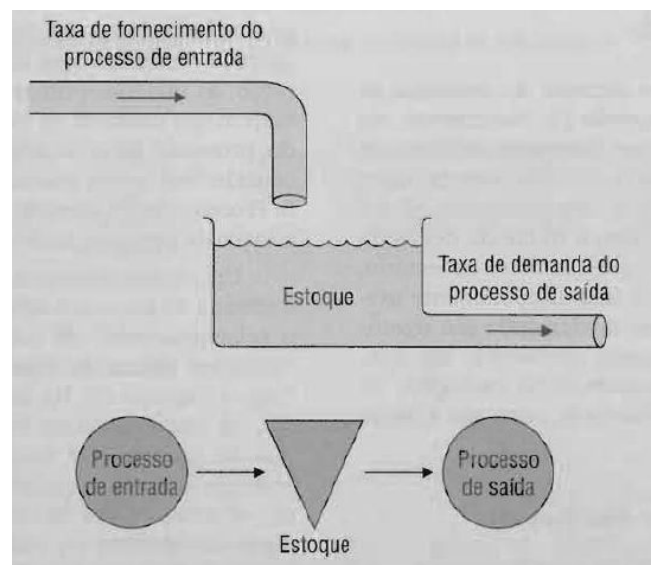 Taxa de fornecimento do
processo de entrada
Estoque
Taxa de demanda do
processo de saída
Processo
de entrada
Processo
de saída
Estoque